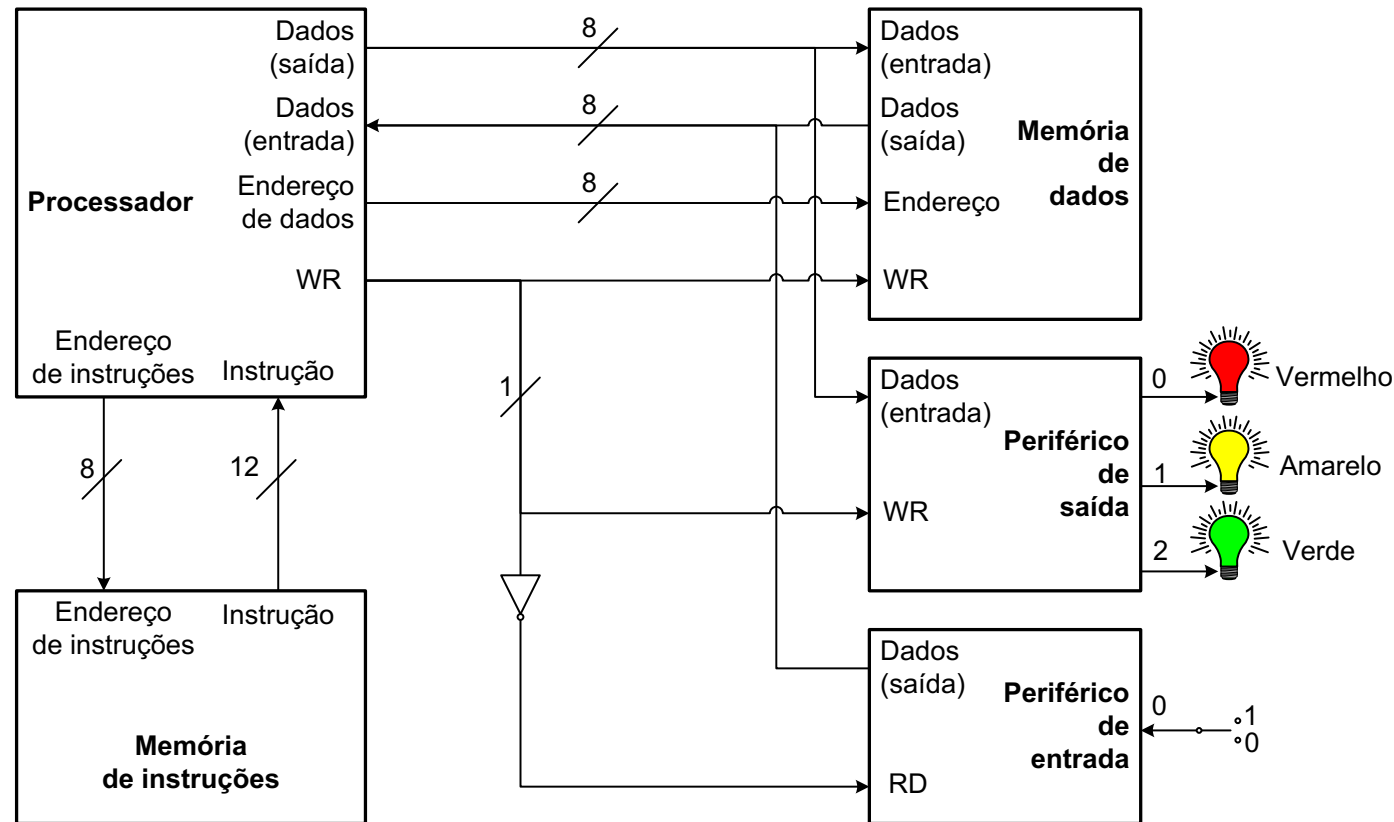 Processador
Dados
(saída)
Dados
(entrada)
Endereço
de dados
WR
Endereço
de instruções
Instrução
8
8
8
1
8
12
Dados
(entrada)
Dados
(saída)
Endereço
WR
Memória
de
dados
Dados
(entrada)
WR
Periférico
de
saída
0
Vermelho
1
Amarelo
2
Verde
Endereço
de instruções
Instrução
Memória
de instruções
Dados
(saída)
RD
Periférico
de
entrada
0
1
0